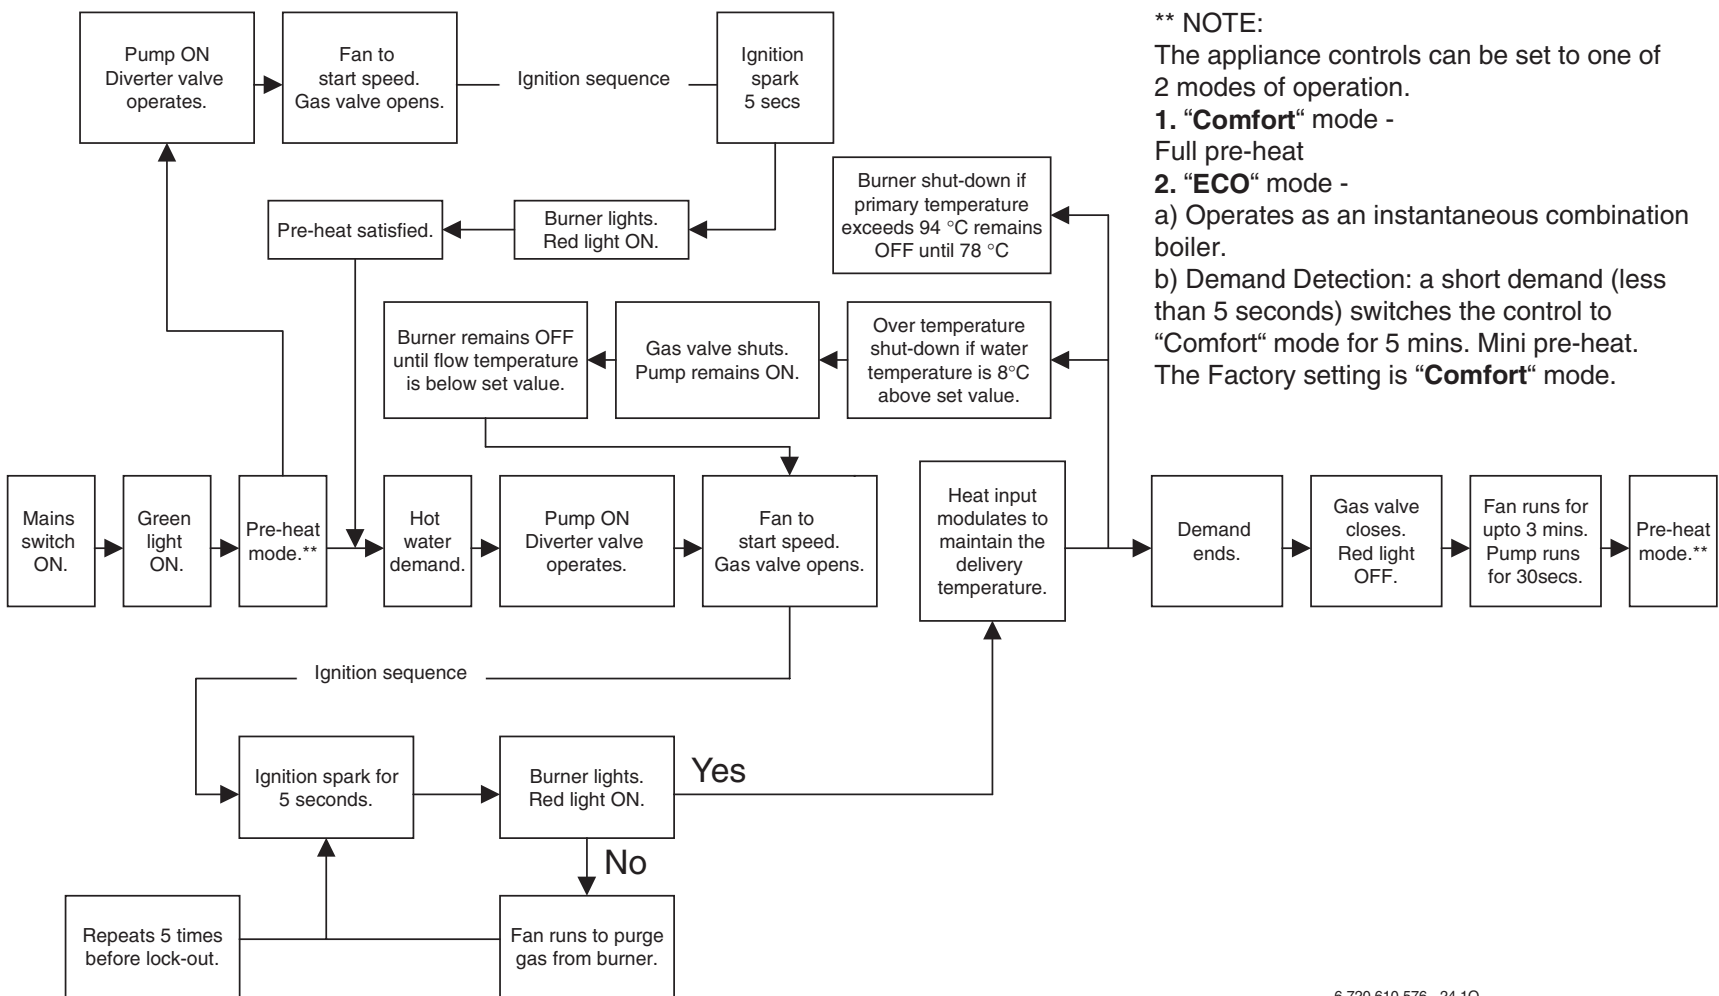 Pump ON
Diverter valve
operates.
Fan to
start speed.
Gas valve opens.
Ignition sequence
Ignition
spark
5 secs
** NOTE:
The appliance controls can be set to one of
2 modes of operation.
1. “Comfort“ mode -
Full pre-heat
2. “ECO“ mode -
a) Operates as an instantaneous combination
boiler.
b) Demand Detection: a short demand (less
than 5 seconds) switches the control to
“Comfort“ mode for 5 mins. Mini pre-heat.
The Factory setting is “Comfort“ mode.
Pre-heat satisfied.
Burner lights.
Red light ON.
Burner shut-down if
primary temperature
exceeds 94 °C remains
OFF until 78 °C
Burner remains OFF
until flow temperature
is below set value.
Gas valve shuts.
Pump remains ON.
Over temperature
shut-down if water
temperature is 8°C
above set value.
Mains
switch
ON.
Green
light
ON.
Pre-heat
mode.**
Hot
water
demand.
Pump ON
Diverter valve
operates.
Fan to
start speed.
Gas valve opens.
Heat input
modulates to
maintain the
delivery
temperature.
Demand
ends.
Gas valve
closes.
Red light
OFF.
Fan runs for
upto 3 mins.
Pump runs
for 30secs.
Pre-heat
mode.**
Ignition sequence
Ignition spark for
5 seconds.
Burner lights.
Red light ON.
Yes
No
Repeats 5 times
before lock-out.
Fan runs to purge
gas from burner.